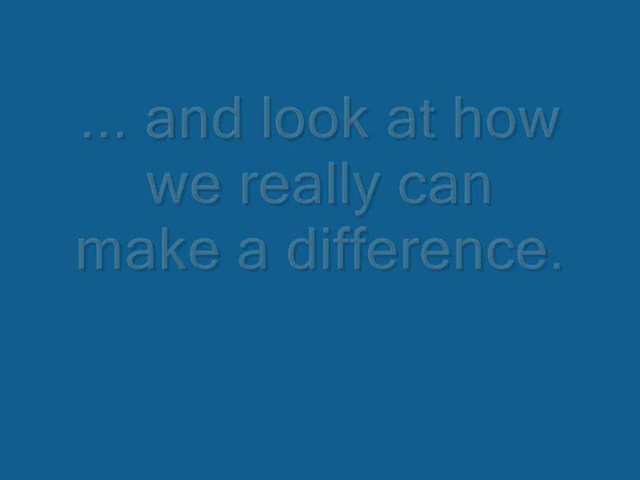 ... and look at how
we really can
make a difference.